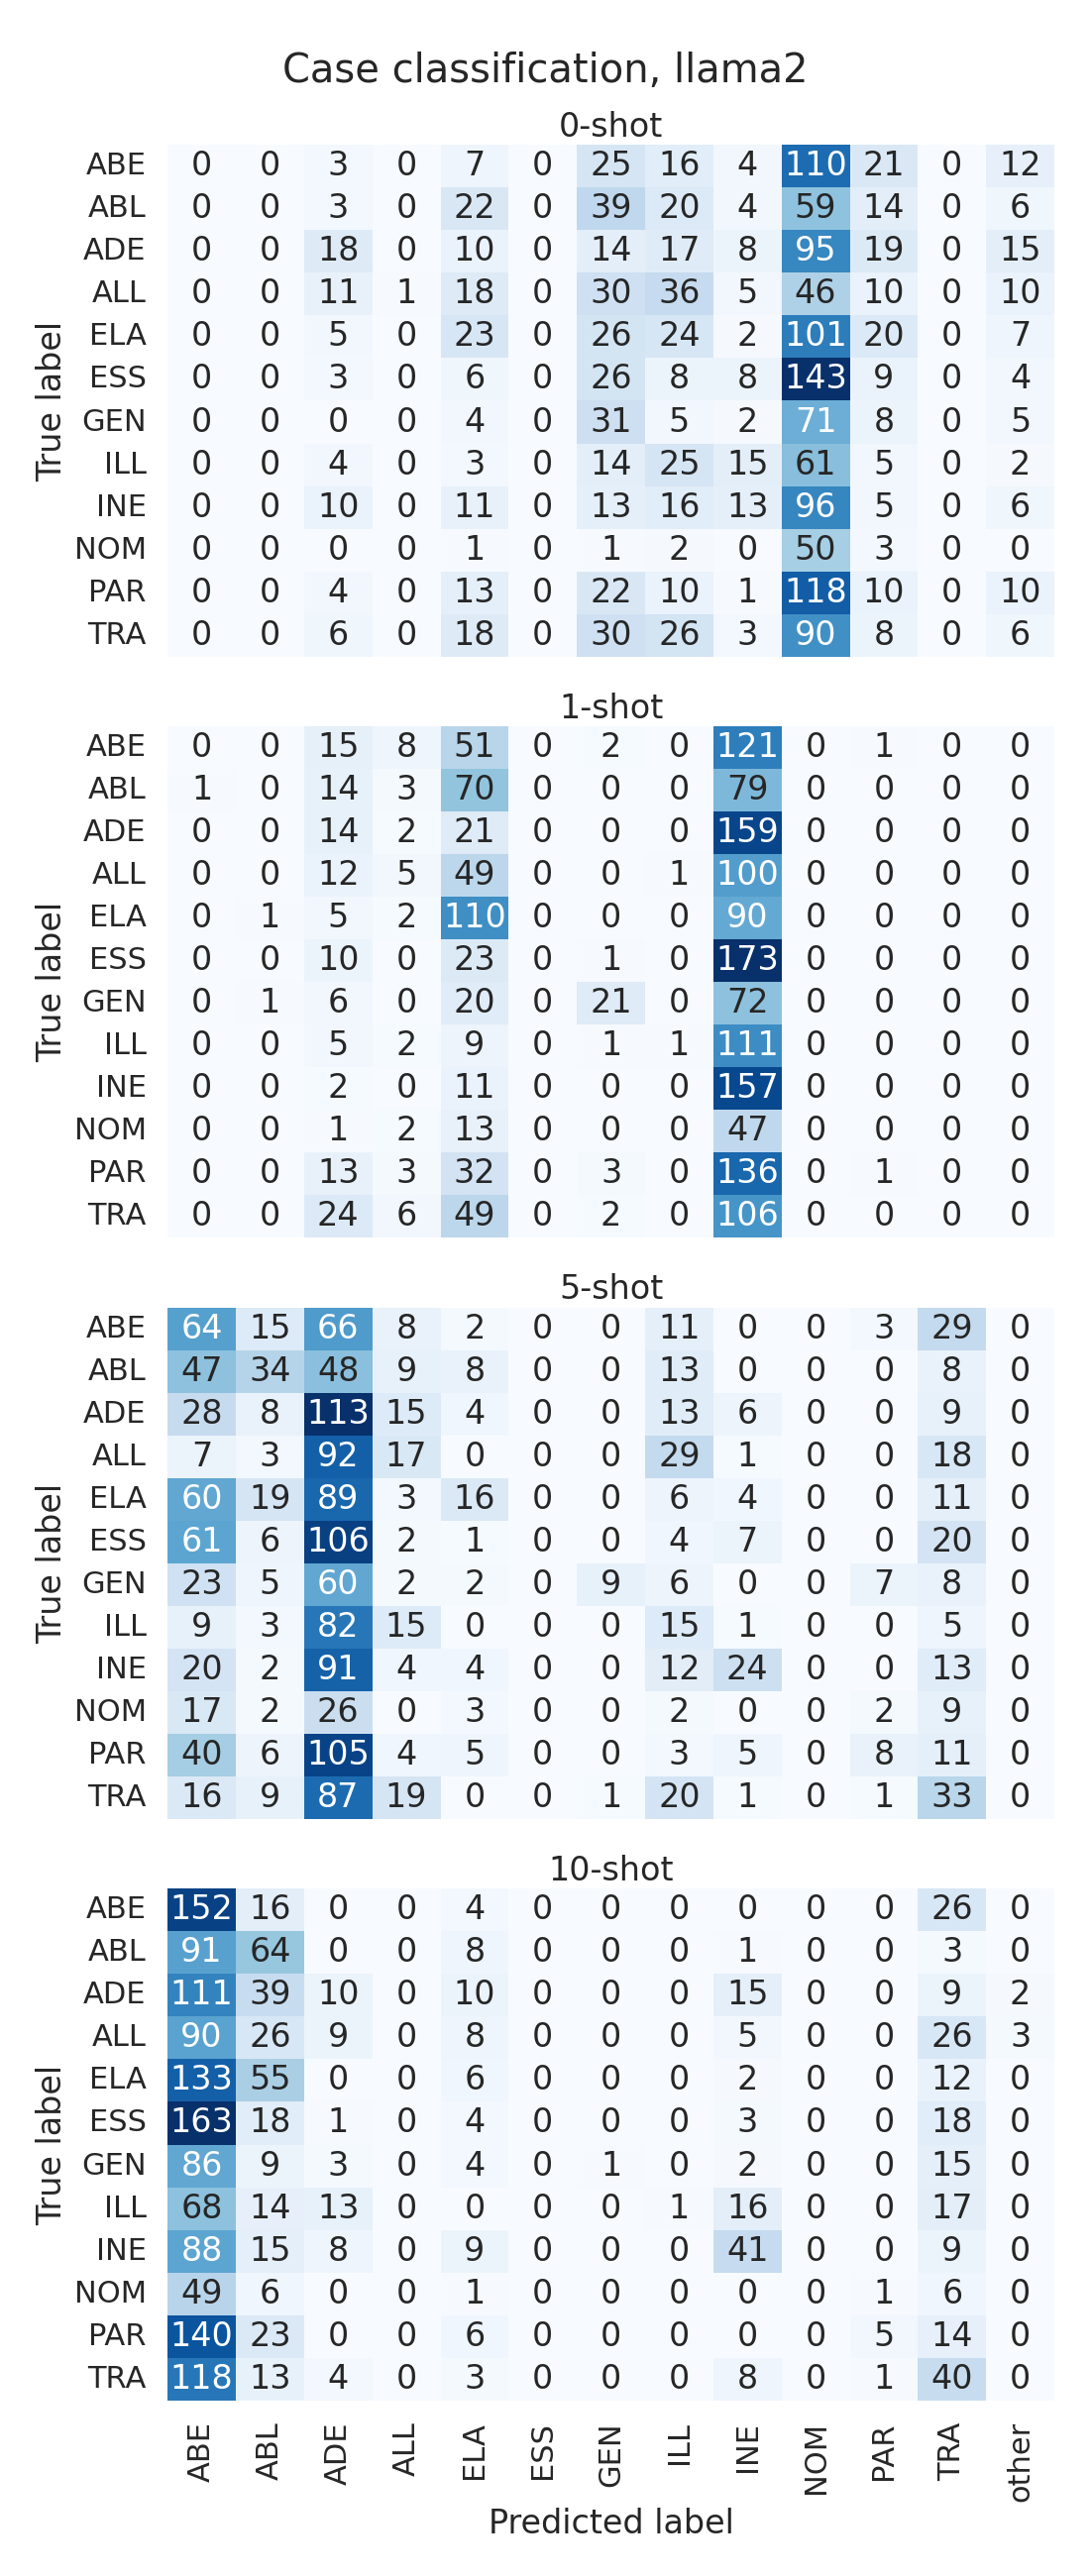 Case classification, llama2
0-shot
ABE 0 0 3 0 7 0 25 16 4 110 21 0 12
ABL 0 0 3 0 22 0 39 20 4 59 14 0 6
ADE 0 0 18 0 10 0 14 17 8 95 19 0 15
ALL 0 0 11 1 18 0 30 36 5 46 10 0 10
ELA 0 0 5 0 23 0 26 24 2 101 20 0 7
ESS 0 0 3 0 6 0 26 8 8 143 9 0 4
GEN 0 0 0 0 4 0 31 5 2 71 8 0 5
ILL 0 0 4 0 3 0 14 25 15 61 5 0 2
INE 0 0 10 0 11 0 13 16 13 96 5 0 6
NOM 0 0 0 0 1 0 1 2 0 50 3 0 0
PAR 0 0 4 0 13 0 22 10 1 118 10 0 10
TRA 0 0 6 0 18 0 30 26 3 90 8 0 6
True label
1-shot
ABE 0 0 15 8 51 0 2 0 121 0 1 0 0
ABL 1 0 14 3 70 0 0 0 79 0 0 0 0
ADE 0 0 14 2 21 0 0 0 159 0 0 0 0
ALL 0 0 12 5 49 0 0 1 100 0 0 0 0
ELA 0 1 5 2 110 0 0 0 90 0 0 0 0
ESS 0 0 10 0 23 0 1 0 173 0 0 0 0
GEN 0 1 6 0 20 0 21 0 72 0 0 0 0
ILL 0 0 5 2 9 0 1 1 111 0 0 0 0
INE 0 0 2 0 11 0 0 0 157 0 0 0 0
NOM 0 0 1 2 13 0 0 0 47 0 0 0 0
PAR 0 0 13 3 32 0 3 0 136 0 1 0 0
TRA 0 0 24 6 49 0 2 0 106 0 0 0 0
True label
5-shot
ABE 64 15 66 8 2 0 0 11 0 0 3 29 0
ABL 47 34 48 9 8 0 0 13 0 0 0 8 0
ADE 28 8 113 15 4 0 0 13 6 0 0 9 0
ALL 7 3 92 17 0 0 0 29 1 0 0 18 0
ELA 60 19 89 3 16 0 0 6 4 0 0 11 0
ESS 61 6 106 2 1 0 0 4 7 0 0 20 0
GEN 23 5 60 2 2 0 9 6 0 0 7 8 0
ILL 9 3 82 15 0 0 0 15 1 0 0 5 0
INE 20 2 91 4 4 0 0 12 24 0 0 13 0
NOM 17 2 26 0 3 0 0 2 0 0 2 9 0
PAR 40 6 105 4 5 0 0 3 5 0 8 11 0
TRA 16 9 87 19 0 0 1 20 1 0 1 33 0
True label
10-shot
ABE 152 16 0 0 4 0 0 0 0 0 0 26 0
ABL 91 64 0 0 8 0 0 0 1 0 0 3 0
ADE 111 39 10 0 10 0 0 0 15 0 0 9 2
ALL 90 26 9 0 8 0 0 0 5 0 0 26 3
ELA 133 55 0 0 6 0 0 0 2 0 0 12 0
ESS 163 18 1 0 4 0 0 0 3 0 0 18 0
GEN 86 9 3 0 4 0 1 0 2 0 0 15 0
ILL 68 14 13 0 0 0 0 1 16 0 0 17 0
INE 88 15 8 0 9 0 0 0 41 0 0 9 0
NOM 49 6 0 0 1 0 0 0 0 0 1 6 0
PAR 140 23 0 0 6 0 0 0 0 0 5 14 0
TRA 118 13 4 0 3 0 0 0 8 0 1 40 0
True label
ABE ABL ADE ALL ELA ESS GEN ILL INE NOM PAR TRA other
Predicted label